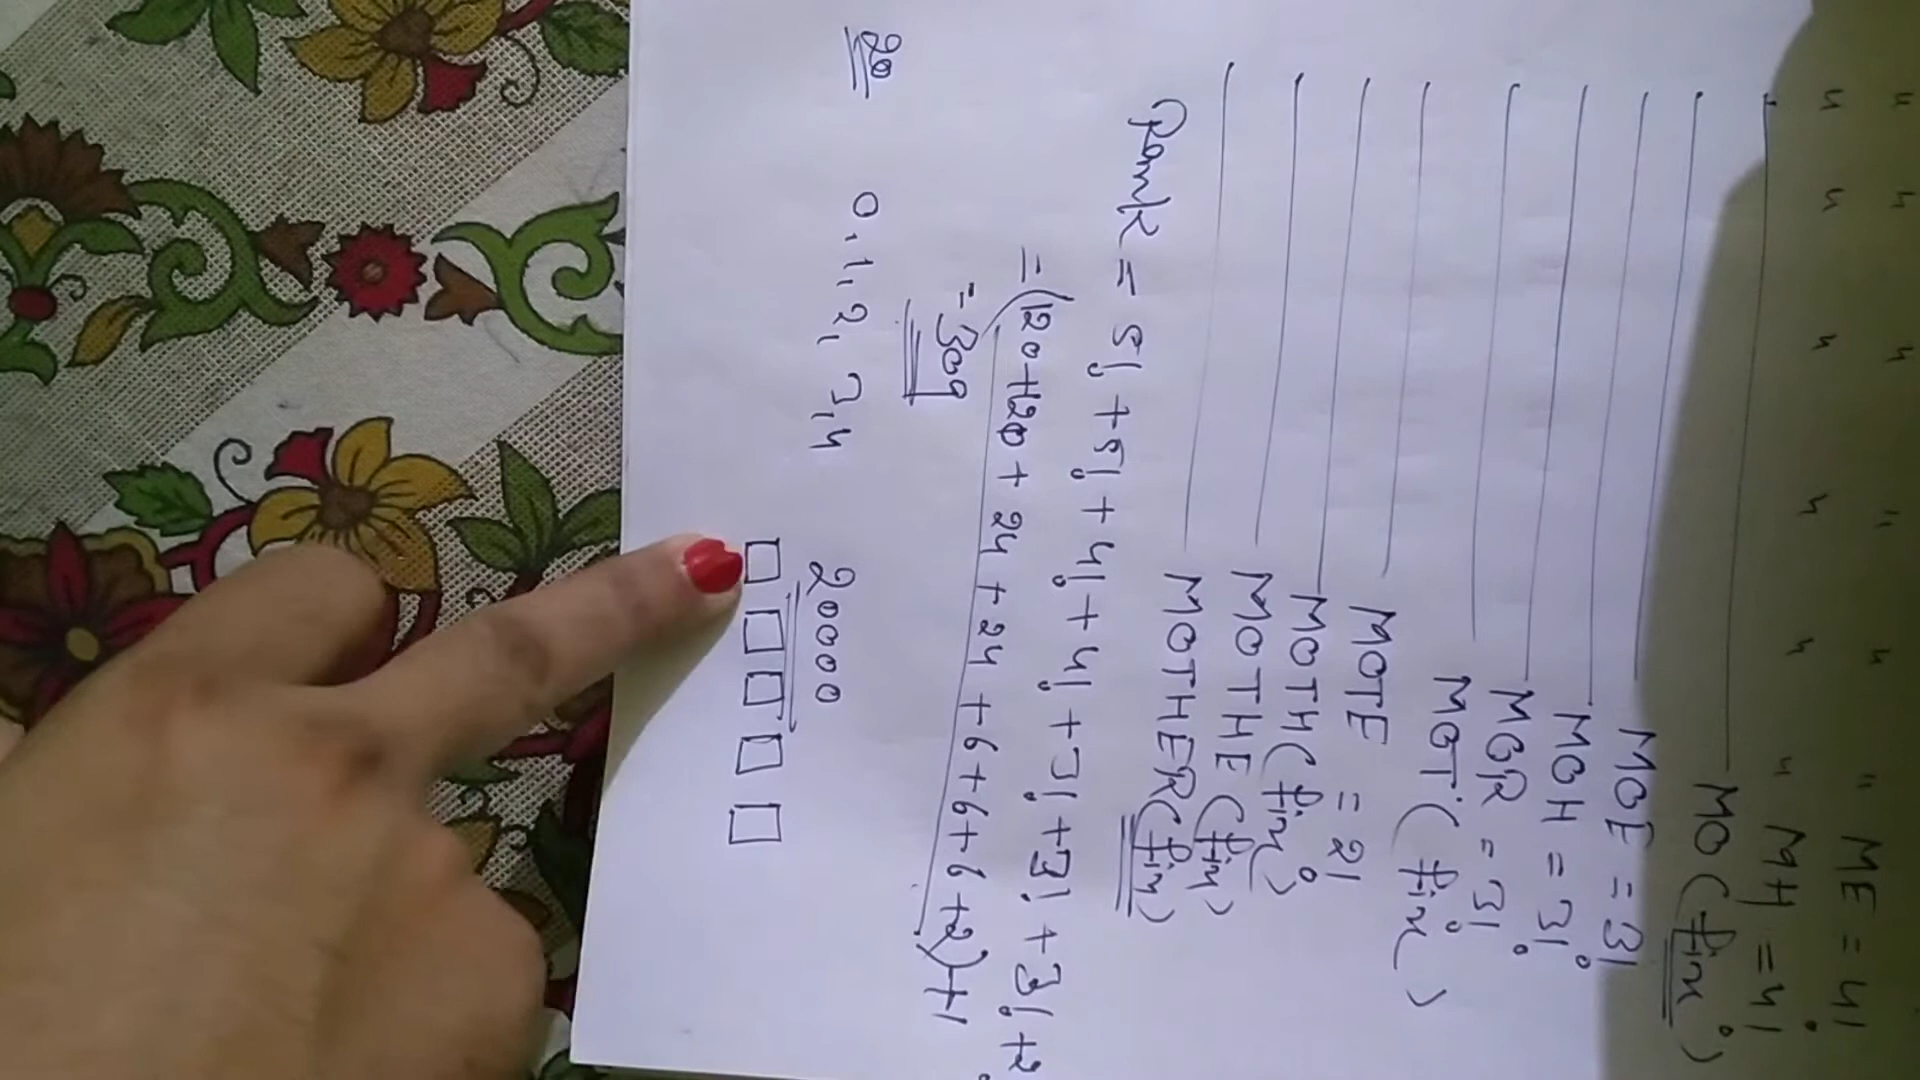 " " " " " " ME = 4!
" " " " " " MH = 4!
MO (fix)
MOE = 3!
MOH = 3!
MOR = 3!
MOT (fix)
MOTE = 2!
MOTH (fix)
MOTHE (fix)
MOTHER (fix)
Rank = 5! + 5! + 4! + 4! + 3! + 3! + 3! + 2
= (120 + 120 + 24 + 24 + 6 + 6 + 6 + 2) + 1
= 309
20 0, 1, 2, 3, 4 20000